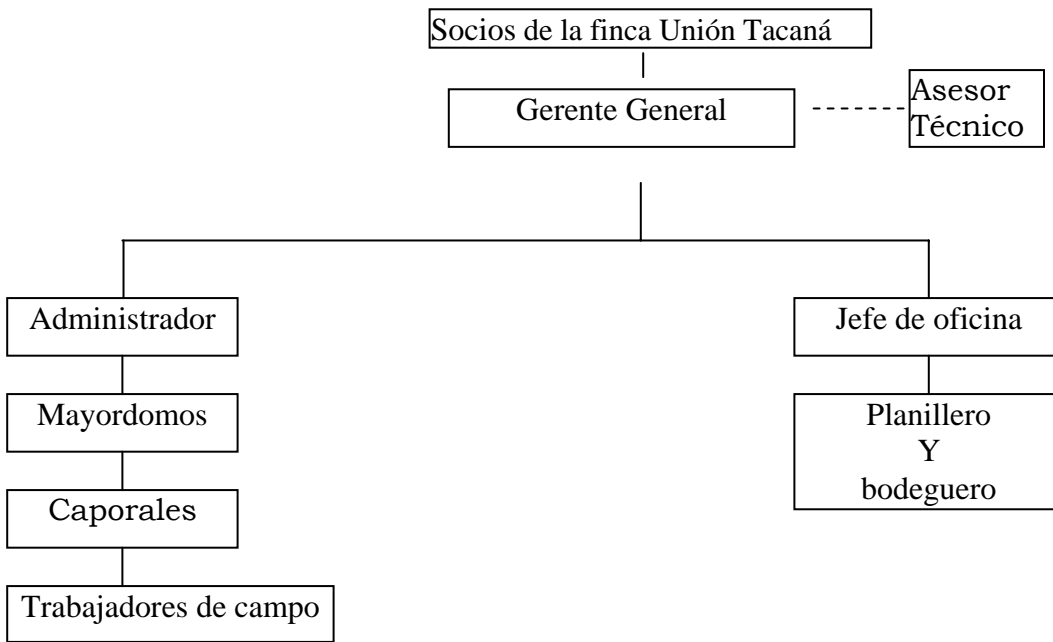 Socios de la finca Unión Tacaná
Gerente General
Asesor
Técnico
Administrador
Jefe de oficina
Mayordomos
Planillero
Y
bodeguero
Caporales
Trabajadores de campo